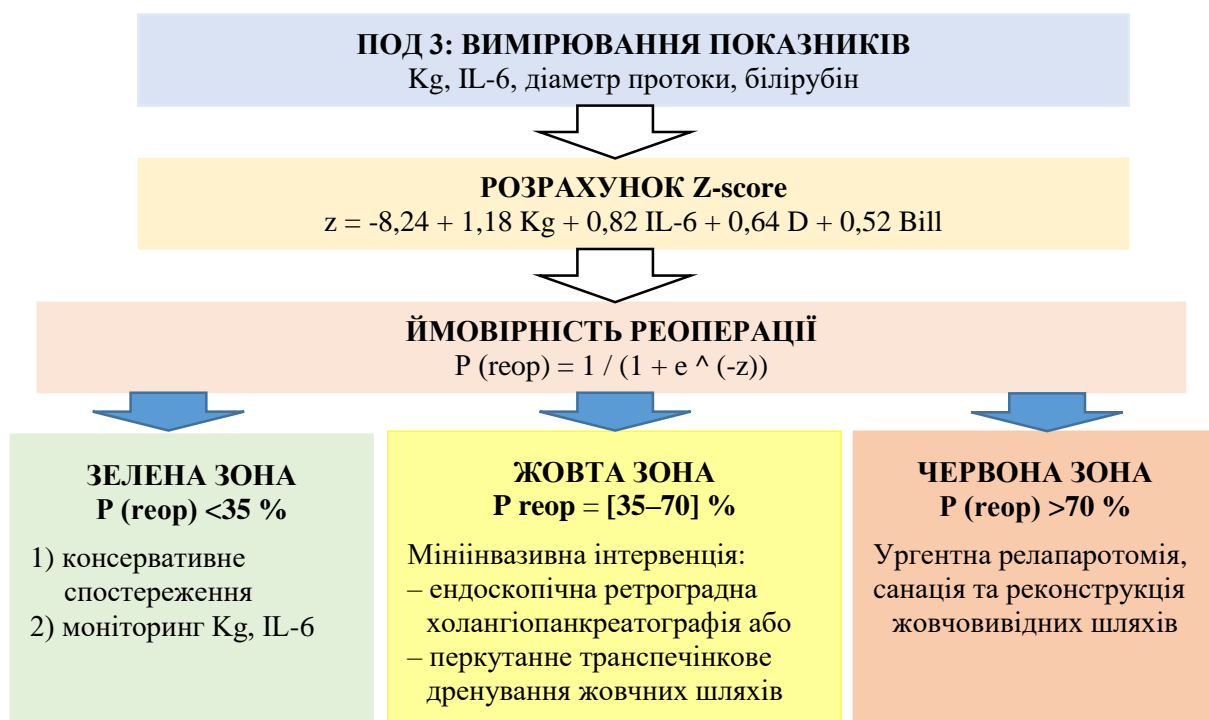 ПОД 3: ВИМІРЮВАННЯ ПОКАЗНИКІВ
Kg, IL-6, діаметр протоки, білірубін
РОЗРАХУНОК Z-score
z = -8,24 + 1,18 Kg + 0,82 IL-6 + 0,64 D + 0,52 Bill
ЙМОВІРНІСТЬ РЕОПЕРАЦІЇ
P (reop) = 1 / (1 + e ^ (-z))
ЗЕЛЕНА ЗОНА
P (reop) <35 %
1) консервативне
спостереження
2) моніторинг Kg, IL-6
ЖОВТА ЗОНА
P reop = [35–70] %
Мініінвазивна інтервенція:
– ендоскопічна ретроградна
холангіопанкреатографія або
– перкутанне транспечінкове
дренування жовчних шляхів
ЧЕРВОНА ЗОНА
P (reop) >70 %
Ургентна релапаротомія,
санація та реконструкція
жовчовивідних шляхів